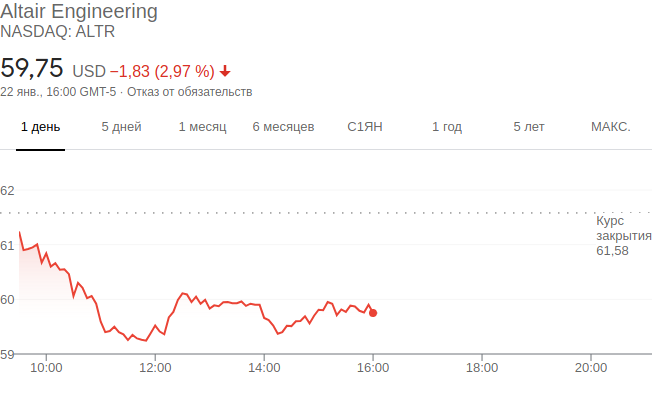 Altair Engineering
NASDAQ: ALTR
59,75 USD −1,83 (2,97 %)
22 янв., 16:00 GMT-5 · Отказ от обязательств
1 день 5 дней 1 месяц 6 месяцев С1ЯН 1 год 5 лет МАКС.
62
Курс
закрытия
61,58
61
60
59
10:00 12:00 14:00 16:00 18:00 20:00